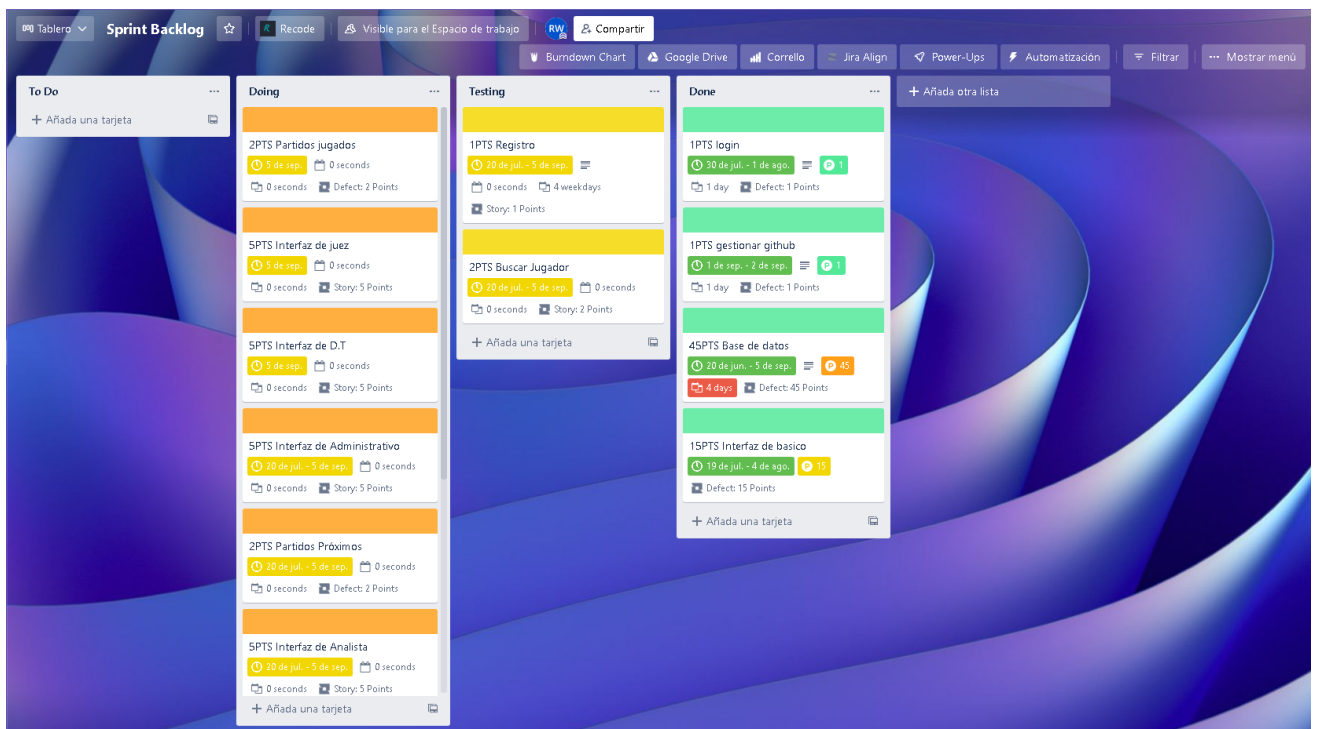 Tablero
Sprint Backlog
Recode
Visible para el Espacio de trabajo
RW
Compartir
Burndown Chart
Google Drive
Corrello
Jira Align
Power-Ups
Automatización
Filtrar
Mostrar menú
To Do
Añada una tarjeta
Doing
2PTS Partidos jugados
5 de sep. 0 seconds
0 seconds Defect: 2 Points
5PTS Interfaz de juez
5 de sep. 0 seconds
0 seconds Story: 5 Points
5PTS Interfaz de D.T
5 de sep. 0 seconds
0 seconds Story: 5 Points
5PTS Interfaz de Administrativo
20 de jul. - 5 de sep. 0 seconds
0 seconds Story: 5 Points
2PTS Partidos Próximos
20 de jul. - 5 de sep. 0 seconds
0 seconds Defect: 2 Points
5PTS Interfaz de Analista
20 de jul. - 5 de sep. 0 seconds
0 seconds Story: 5 Points
Añada una tarjeta
Testing
1PTS Registro
20 de jul. - 5 de sep.
0 seconds 4 weekdays
Story: 1 Points
2PTS Buscar Jugador
20 de jul. - 5 de sep. 0 seconds
0 seconds Story: 2 Points
Añada una tarjeta
Done
1PTS login
30 de jul. - 1 de ago. P 1
1 day Defect: 1 Points
1PTS gestionar github
1 de sep. - 2 de sep. P 1
1 day Defect: 1 Points
45PTS Base de datos
20 de jun. - 5 de sep. P 45
4 days Defect: 45 Points
15PTS Interfaz de basico
19 de jul. - 4 de ago. P 15
Defect: 15 Points
Añada una tarjeta
Añada otra lista